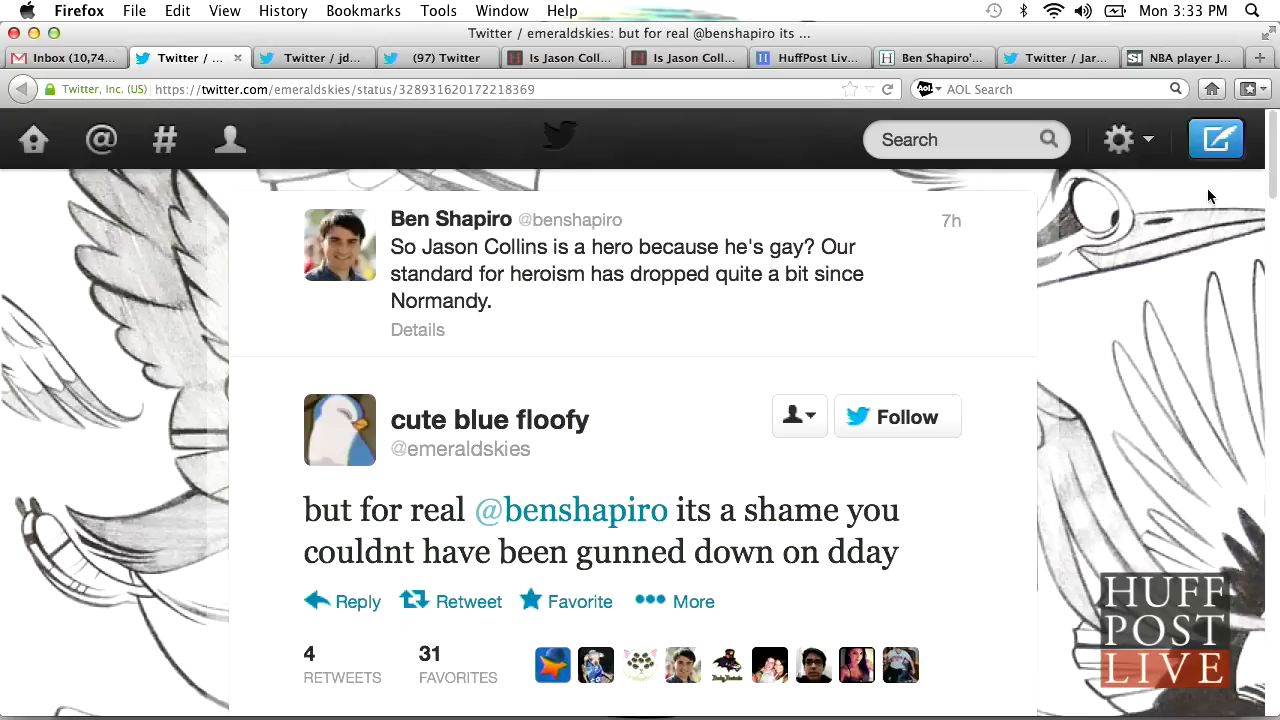 Firefox File Edit View History Bookmarks Tools Window Help Mon 3:33 PM
Twitter / emeraldskies: but for real @benshapiro its ...
Inbox (10,74... Twitter / ... Twitter / jd... (97) Twitter Is Jason Coll... Is Jason Coll... HuffPost Liv... Ben Shapiro'... Twitter / Jar... NBA player J...
Twitter, Inc. (US) https://twitter.com/emeraldskies/status/328931620172218369 AOL Search
@ # Search
Ben Shapiro @benshapiro 7h
So Jason Collins is a hero because he's gay? Our
standard for heroism has dropped quite a bit since
Normandy.
Details
cute blue floofy
@emeraldskies
Follow
but for real @benshapiro its a shame you
couldnt have been gunned down on dday
Reply Retweet Favorite More
4 31
RETWEETS FAVORITES
HUFF
POST
LIVE